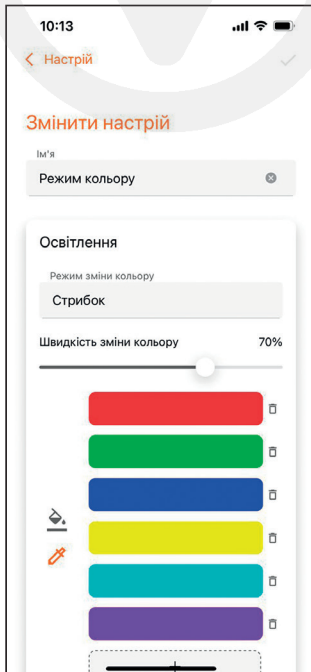 10:13
Настрій
Змінити настрій
Ім'я
Режим кольору
Освітлення
Режим зміни кольору
Стрибок
Швидкість зміни кольору 70%